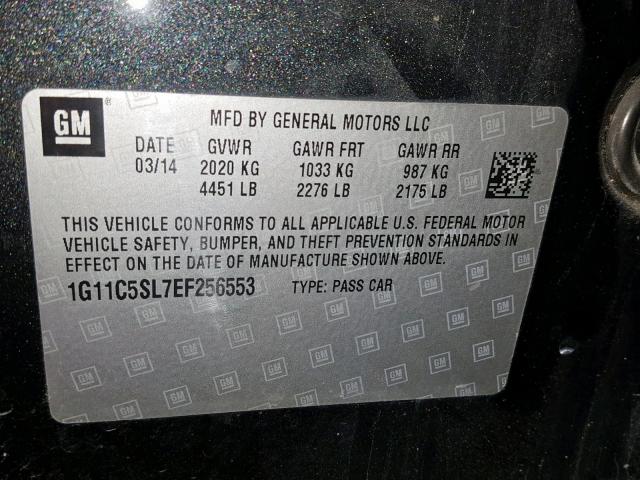 GM ®
MFD BY GENERAL MOTORS LLC
DATE GVWR GAWR FRT GAWR RR
03/14 2020 KG 1033 KG 987 KG
4451 LB 2276 LB 2175 LB
THIS VEHICLE CONFORMS TO ALL APPLICABLE U.S. FEDERAL MOTOR
VEHICLE SAFETY, BUMPER, AND THEFT PREVENTION STANDARDS IN
EFFECT ON THE DATE OF MANUFACTURE SHOWN ABOVE.
1G11C5SL7EF256553 TYPE: PASS CAR